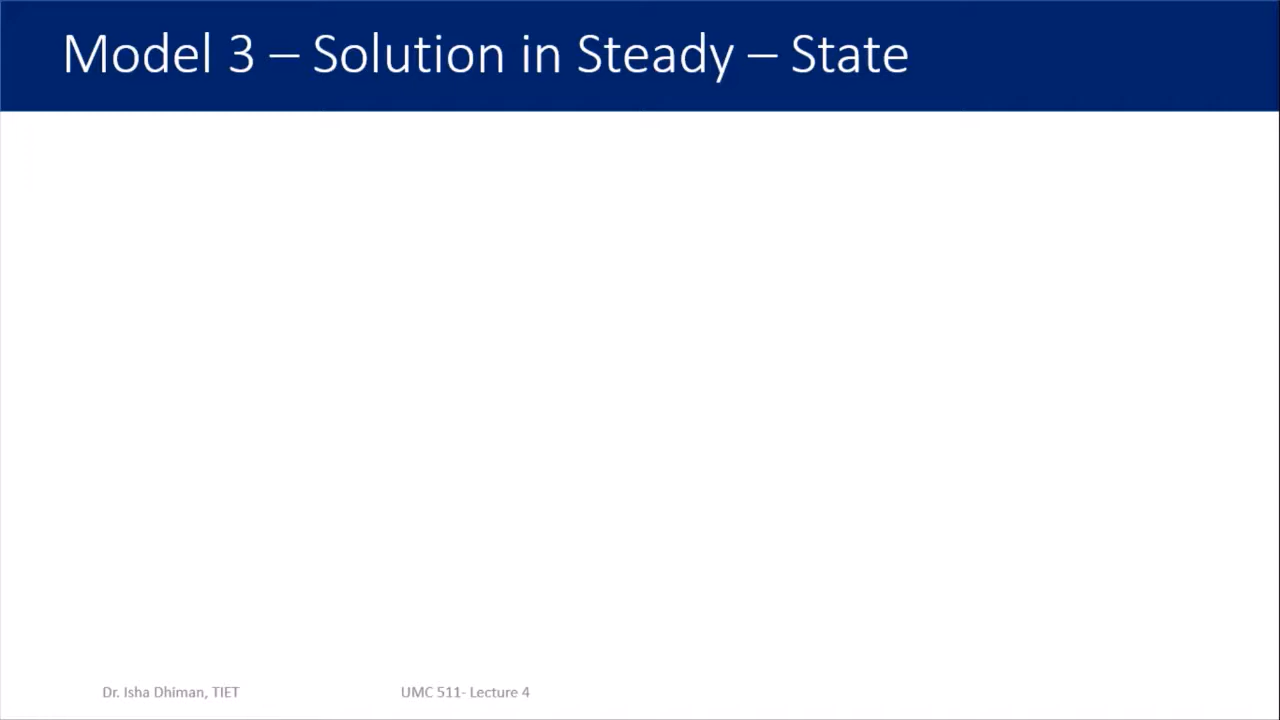 Model 3 – Solution in Steady – State
Dr. Isha Dhiman, TIET
UMC 511- Lecture 4